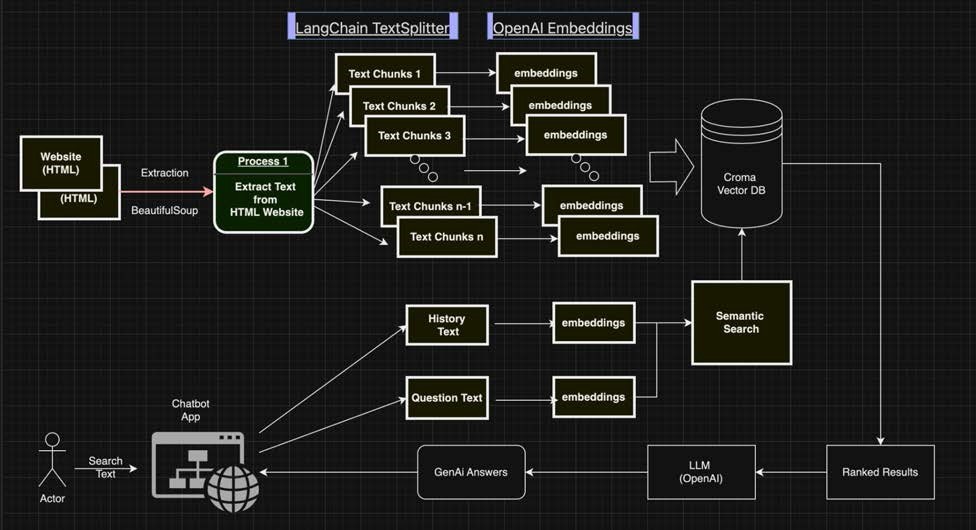 LangChain TextSplitter
OpenAI Embeddings
Text Chunks 1
embeddings
Text Chunks 2
embeddings
Text Chunks 3
embeddings
Website
(HTML)
(HTML)
Extraction
BeautifulSoup
Process 1
Extract Text
from
HTML Website
Croma
Vector DB
Text Chunks n-1
embeddings
Text Chunks n
embeddings
History
Text
embeddings
Semantic
Search
Question Text
embeddings
Chatbot
App
Search
Text
Actor
GenAi Answers
LLM
(OpenAI)
Ranked Results